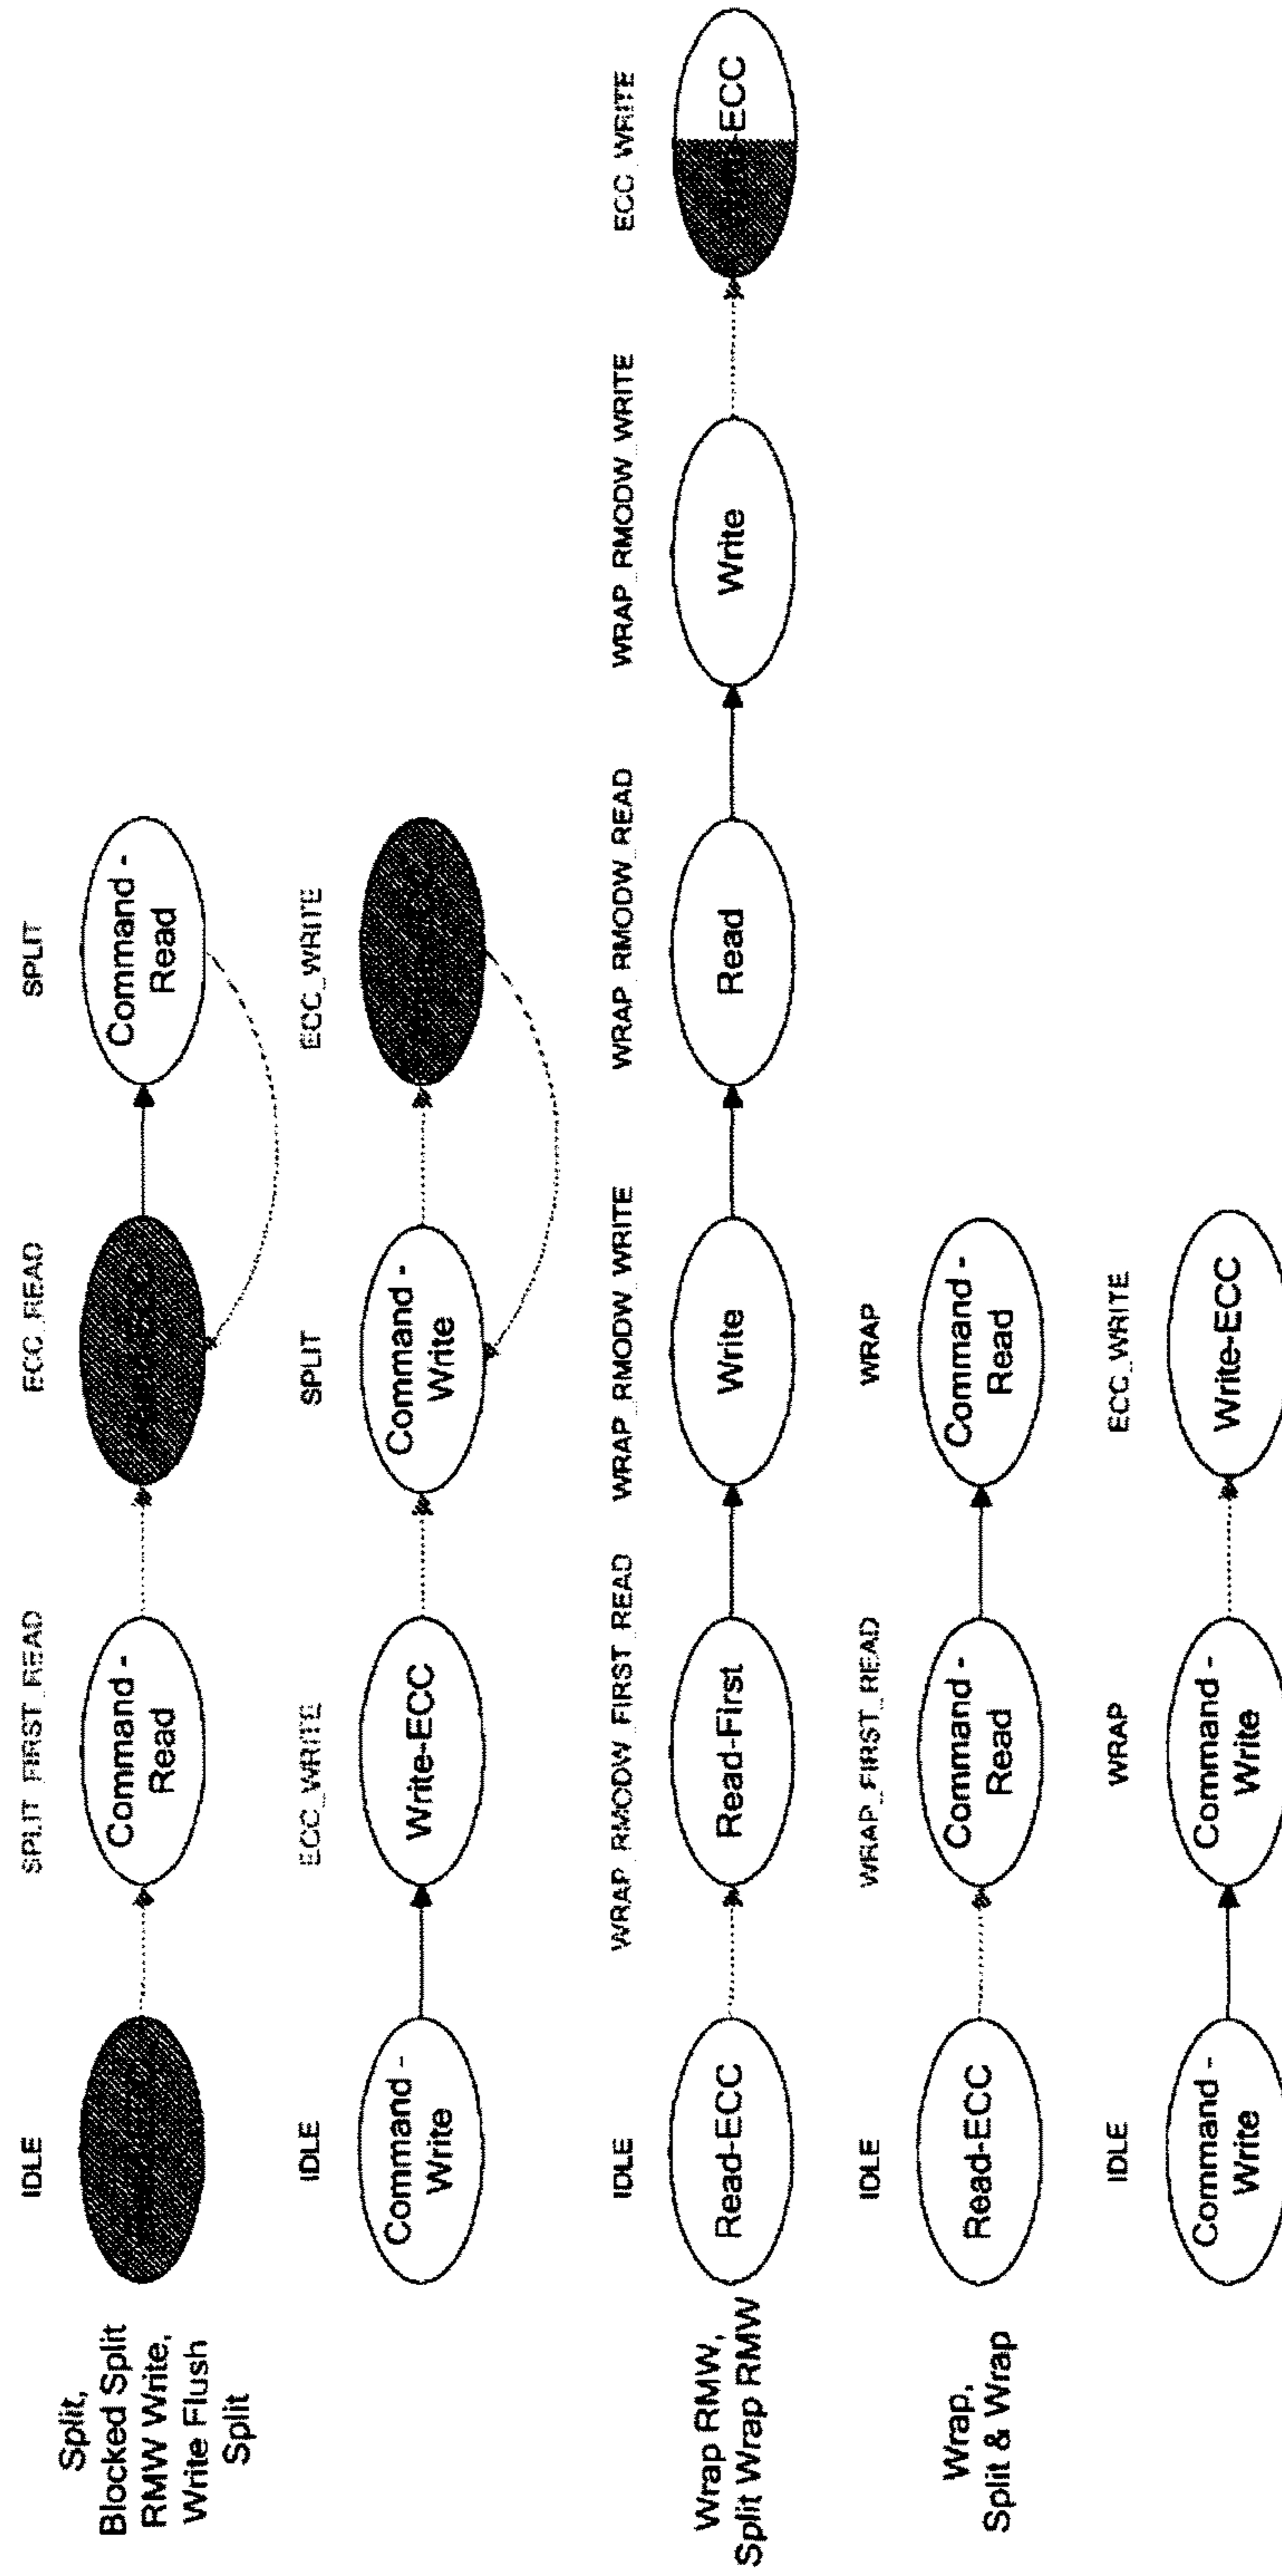 Split,
Blocked Split
RMW Write,
Write Flush
Split
IDLE
SPLIT_FIRST_READ
ECC_READ
SPLIT
Command -
Read
Command -
Read
IDLE
ECC_WRITE
SPLIT
ECC_WRITE
Command -
Write
Write-ECC
Command -
Write
Wrap RMW,
Split Wrap RMW
IDLE
WRAP_RMODW_FIRST_READ
WRAP_RMODW_WRITE
WRAP_RMODW_READ
WRAP_RMODW_WRITE
ECC_WRITE
Read-ECC
Read-First
Write
Read
Write
-ECC
Wrap,
Split & Wrap
IDLE
WRAP_FIRST_READ
WRAP
Read-ECC
Command -
Read
Command -
Read
IDLE
WRAP
ECC_WRITE
Command -
Write
Command -
Write
Write-ECC